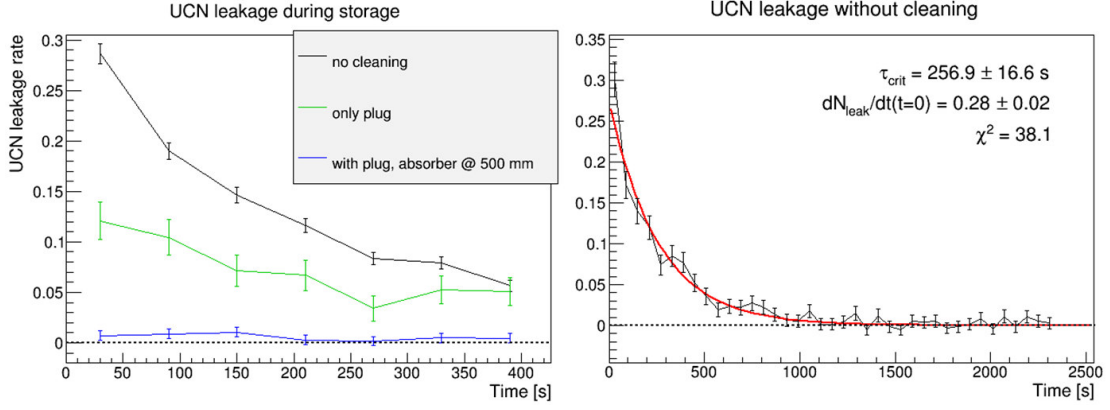 UCN leakage during storage
UCN leakage rate
0.3
0.25
0.2
0.15
0.1
0.05
0
no cleaning
only plug
with plug, absorber @ 500 mm
0 50 100 150 200 250 300 350 400
Time [s]
UCN leakage without cleaning
UCN leakage rate
0.35
0.3
0.25
0.2
0.15
0.1
0.05
0
τcrit = 256.9 ± 16.6 s
dNleak/dt(t=0) = 0.28 ± 0.02
χ² = 38.1
0 500 1000 1500 2000 2500
Time [s]